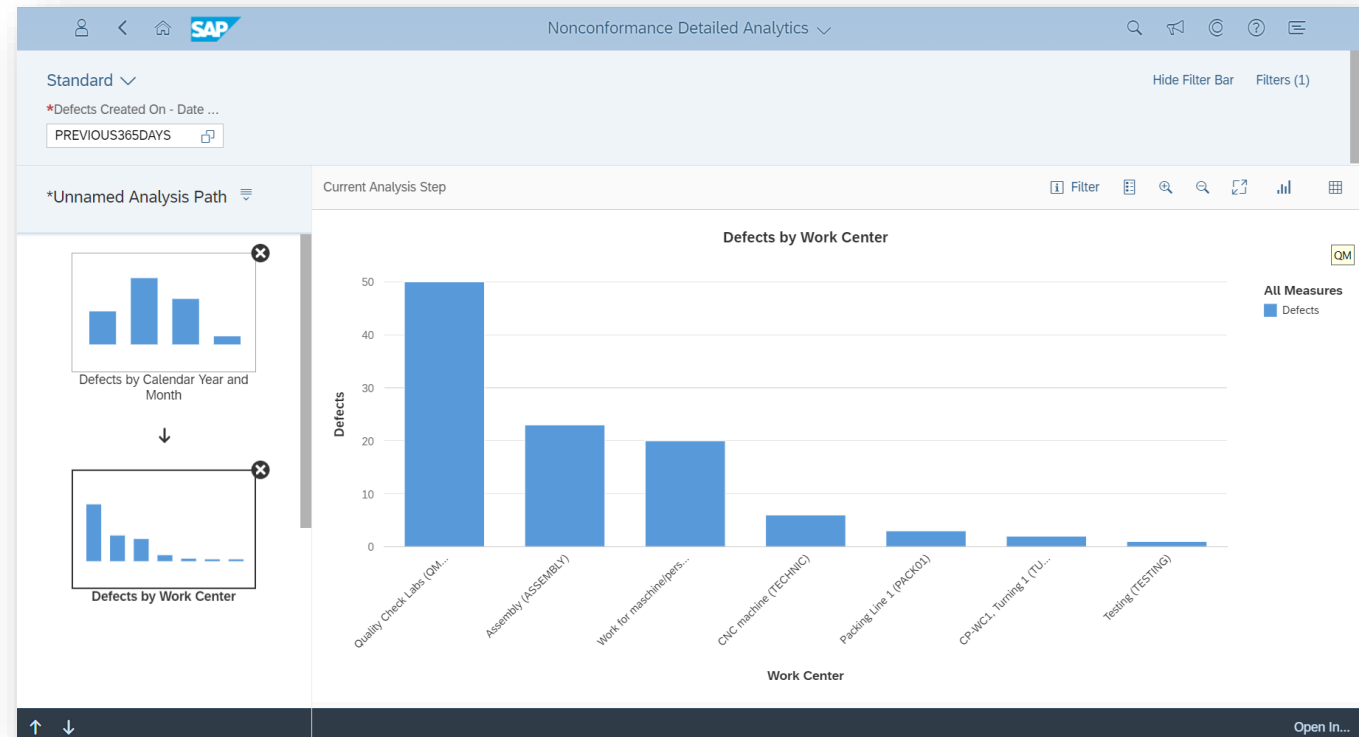 SAP
Nonconformance Detailed Analytics
Standard
Hide Filter Bar
Filters (1)
*Defects Created On - Date ...
PREVIOUS365DAYS
*Unnamed Analysis Path
Defects by Calendar Year and
Month
Defects by Work Center
Current Analysis Step
Filter
Defects by Work Center
QM
All Measures
Defects
Defects
50
40
30
20
10
0
Quality Check Labs (QM...
Assembly (ASSEMBLY)
Work for maschine/pers...
CNC machine (TECHNIC)
Packing Line 1 (PACK01)
CP-WC1, Turning 1 (TU...
Testing (TESTING)
Work Center
Open In...